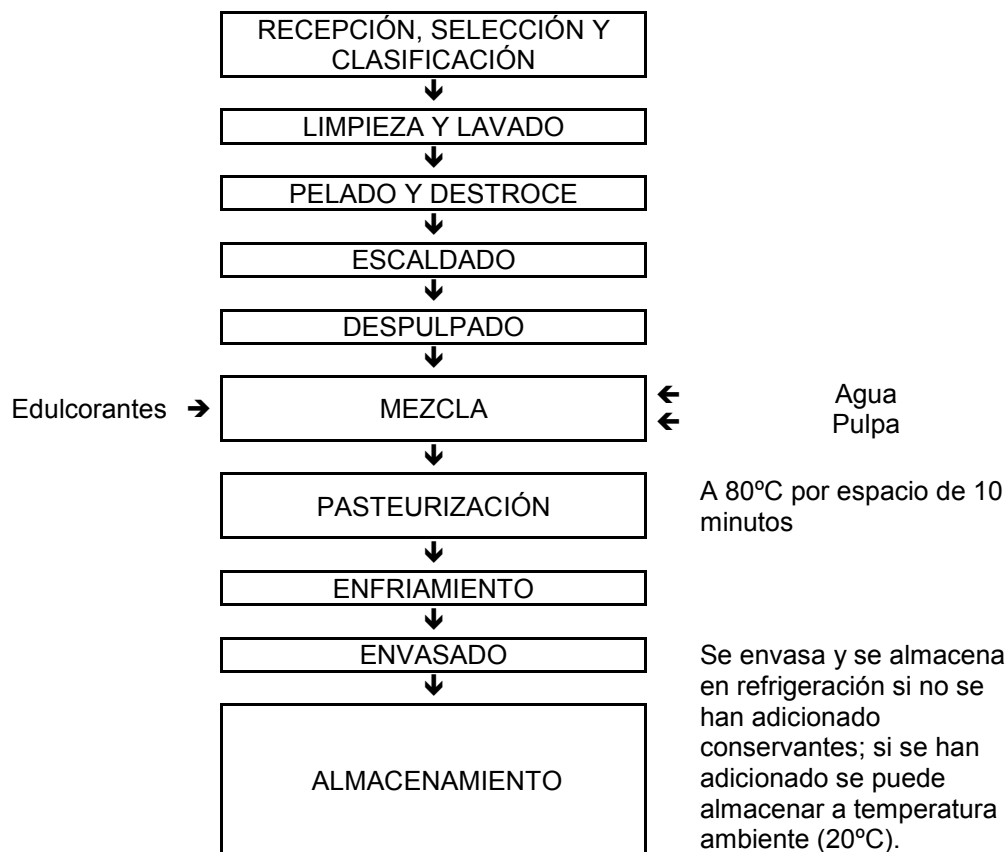 RECEPCIÓN, SELECCIÓN Y
CLASIFICACIÓN
LIMPIEZA Y LAVADO
PELADO Y DESTROCE
ESCALDADO
DESPULPADO
Edulcorantes
MEZCLA
Agua
Pulpa
PASTEURIZACIÓN
A 80ºC por espacio de 10
minutos
ENFRIAMIENTO
ENVASADO
ALMACENAMIENTO
Se envasa y se almacena
en refrigeración si no se
han adicionado
conservantes; si se han
adicionado se puede
almacenar a temperatura
ambiente (20ºC).